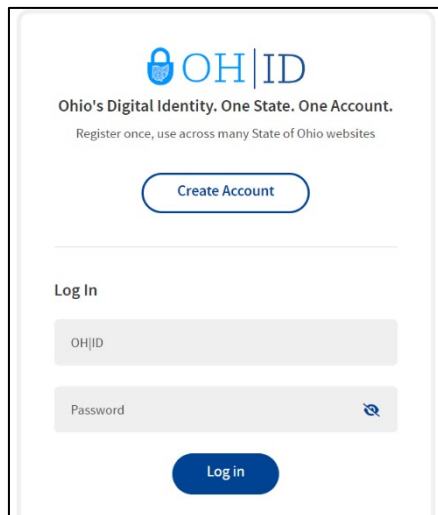 OH|ID
Ohio's Digital Identity. One State. One Account.
Register once, use across many State of Ohio websites
Create Account
Log In
OH|ID
Password
Log in